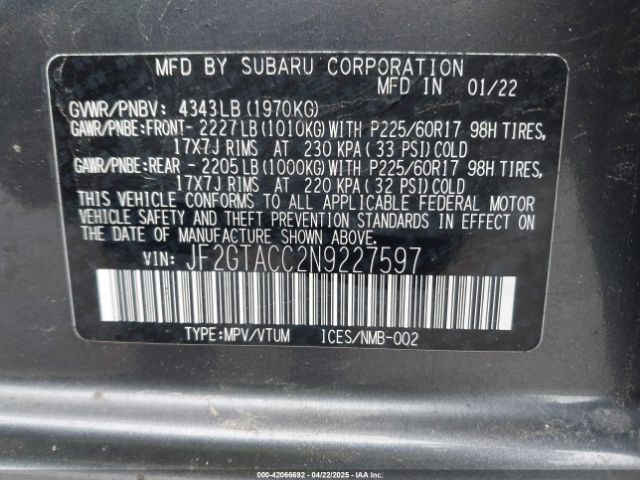 MFD BY SUBARU CORPORATION
MFD IN 01/22
GVWR/PNBV: 4343LB (1970KG)
GAWR/PNBE:FRONT- 2227LB (1010KG) WITH P225/60R17 98H TIRES,
17X7J RIMS AT 230 KPA (33 PSI) COLD
GAWR/PNBE:REAR - 2205LB (1000KG) WITH P225/60R17 98H TIRES,
17X7J RIMS AT 220 KPA (32 PSI) COLD
THIS VEHICLE CONFORMS TO ALL APPLICABLE FEDERAL MOTOR
VEHICLE SAFETY AND THEFT PREVENTION STANDARDS IN EFFECT ON
THE DATE OF MANUFACTURE SHOWN ABOVE.
VIN: JF2GTACC2N9227597
TYPE:MPV/VTUM ICES/NMB-002
000-42066692 04/22/2025 Copyright IAA, LLC.